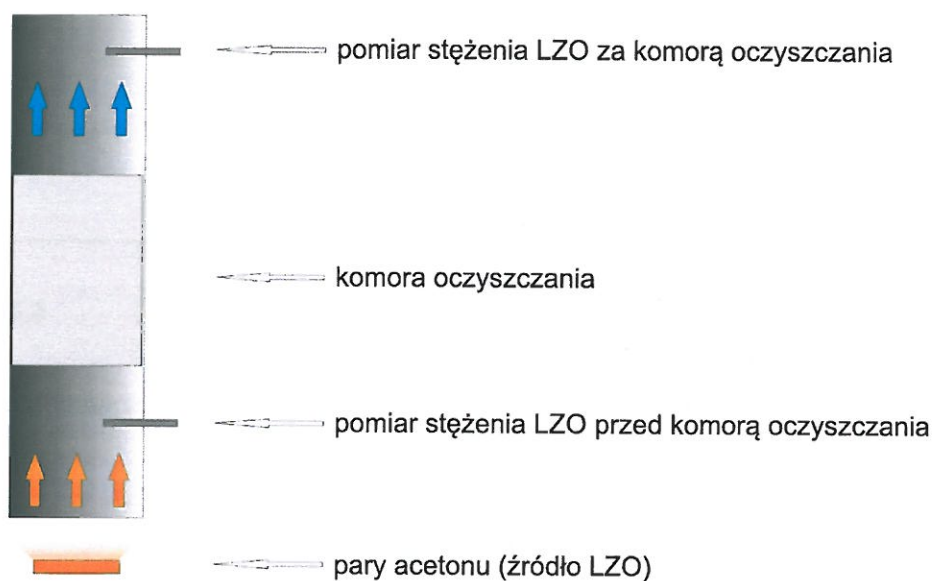 pomiar stężenia LZO za komorą oczyszczania
komora oczyszczania
pomiar stężenia LZO przed komorą oczyszczania
pary acetonu (źródło LZO)